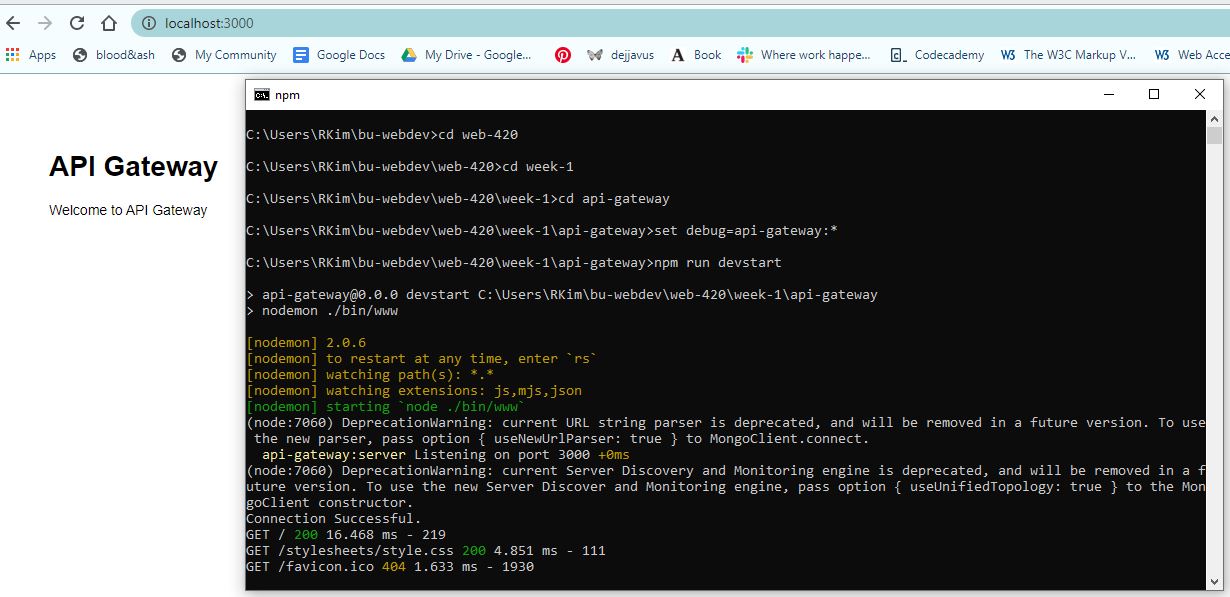 localhost:3000
Apps blood&ash My Community Google Docs My Drive - Google... dejjavus Book Where work happe... Codecademy W3 The W3C Markup V... W3 Web Acce
npm
API Gateway
Welcome to API Gateway
C:\Users\RKim\bu-webdev>cd web-420
C:\Users\RKim\bu-webdev\web-420>cd week-1
C:\Users\RKim\bu-webdev\web-420\week-1>cd api-gateway
C:\Users\RKim\bu-webdev\web-420\week-1\api-gateway>set debug=api-gateway:*
C:\Users\RKim\bu-webdev\web-420\week-1\api-gateway>npm run devstart
> api-gateway@0.0.0 devstart C:\Users\RKim\bu-webdev\web-420\week-1\api-gateway
> nodemon ./bin/www
[nodemon] 2.0.6
[nodemon] to restart at any time, enter `rs`
[nodemon] watching path(s): *.*
[nodemon] watching extensions: js,mjs,json
[nodemon] starting `node ./bin/www`
(node:7060) DeprecationWarning: current URL string parser is deprecated, and will be removed in a future version. To use
the new parser, pass option { useNewUrlParser: true } to MongoClient.connect.
api-gateway:server Listening on port 3000 +0ms
(node:7060) DeprecationWarning: current Server Discovery and Monitoring engine is deprecated, and will be removed in a f
uture version. To use the new Server Discover and Monitoring engine, pass option { useUnifiedTopology: true } to the Mon
goClient constructor.
Connection Successful.
GET / 200 16.468 ms - 219
GET /stylesheets/style.css 200 4.851 ms - 111
GET /favicon.ico 404 1.633 ms - 1930